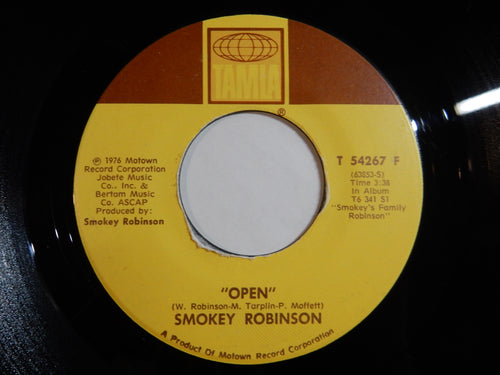 TAMLA
®
℗ 1976 Motown
Record Corporation
Jobete Music
Co., Inc. &
Bertam Music
Co. ASCAP
Produced by:
Smokey Robinson
T 54267 F
(63853-S)
Time 3:38
In Album
T6 341 S1
"Smokey's Family
Robinson"
"OPEN"
(W. Robinson-M. Tarplin-P. Moffett)
SMOKEY ROBINSON
A Product Of Motown Record Corporation